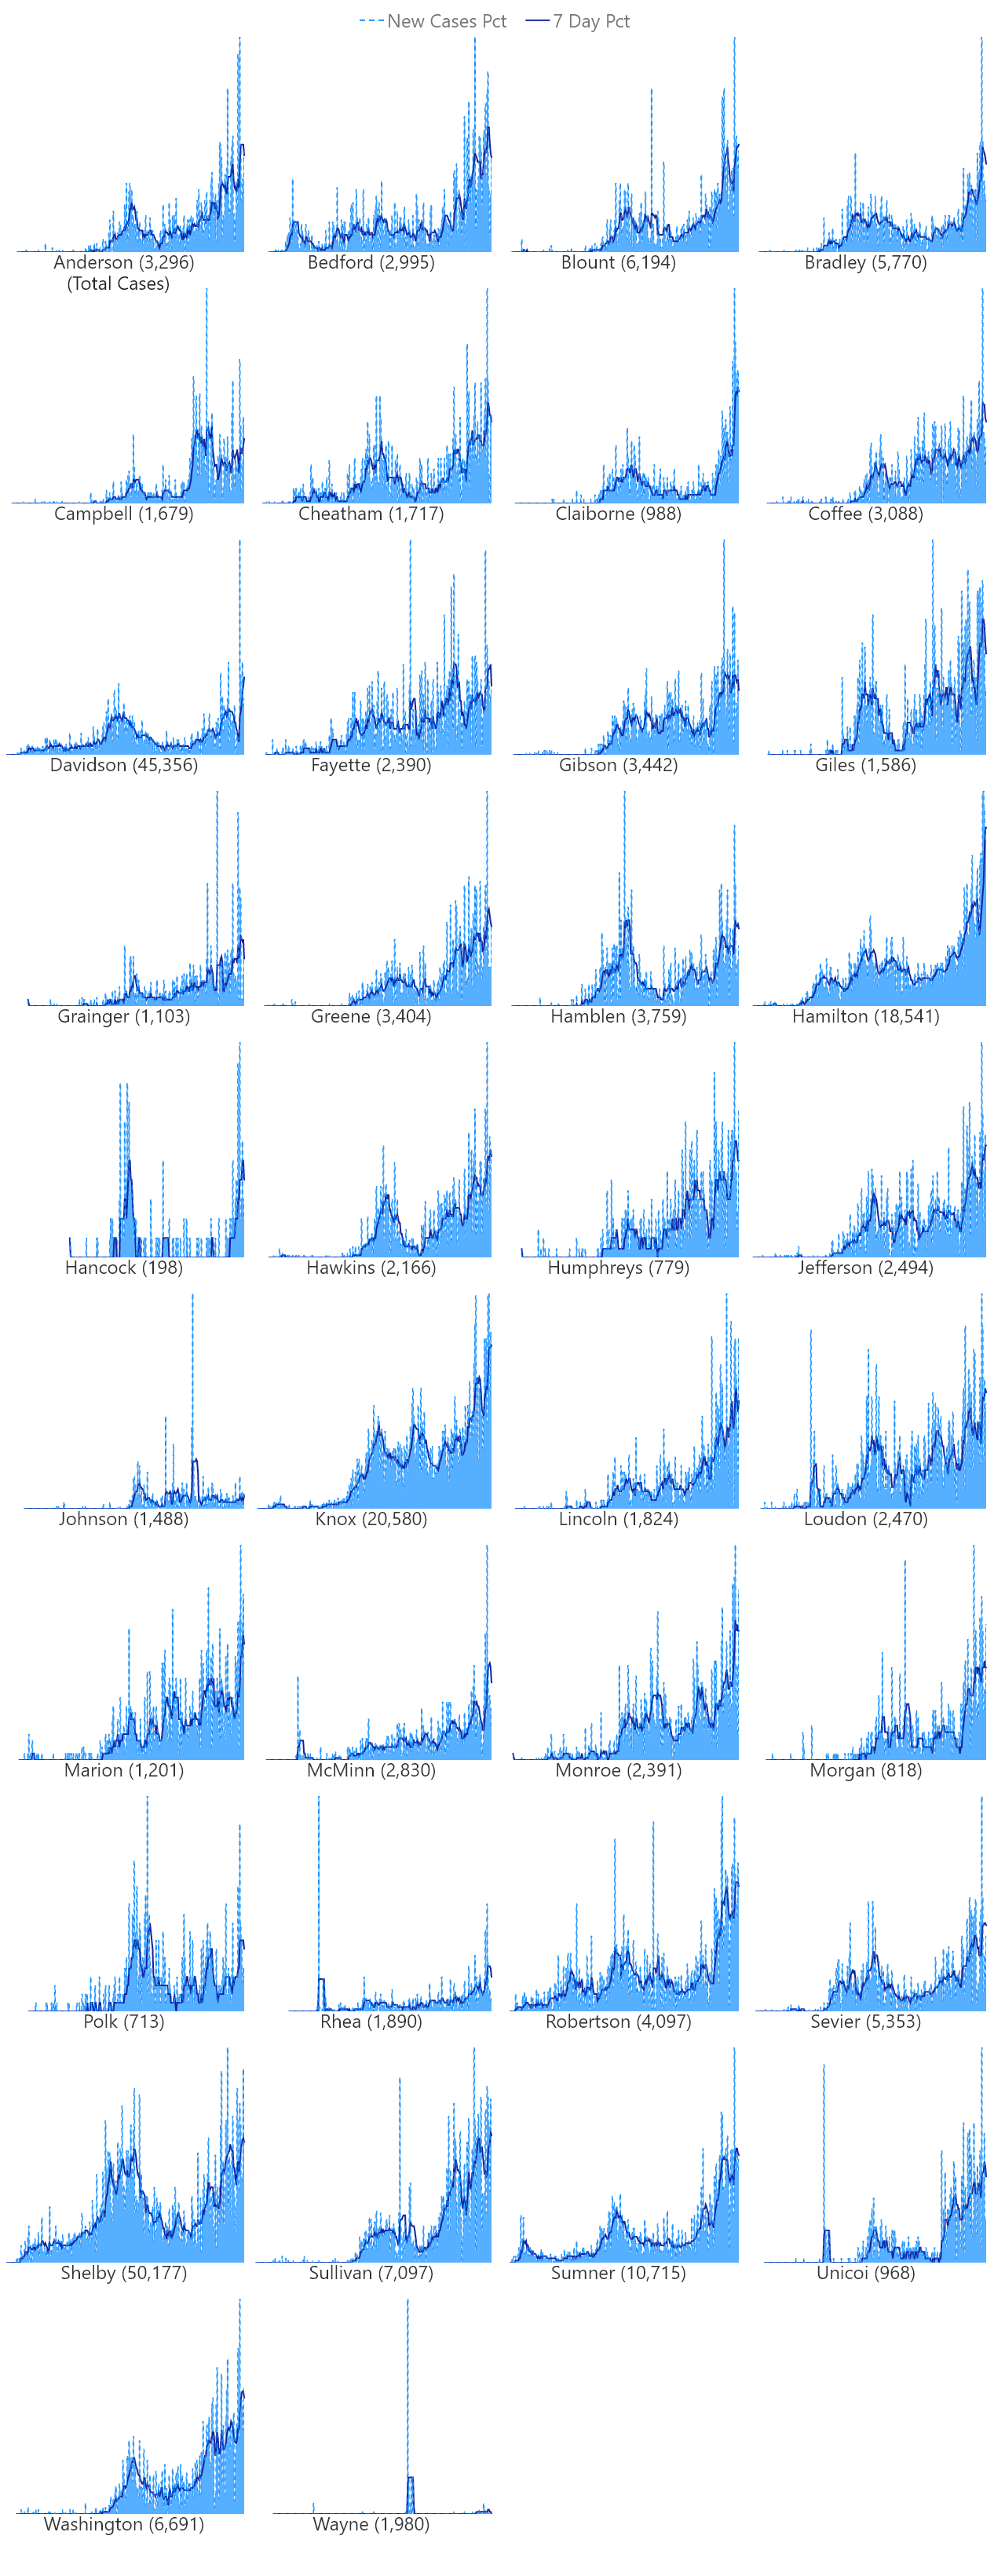 New Cases Pct 7 Day Pct
Anderson (3,296) Bedford (2,995) Blount (6,194) Bradley (5,770)
(Total Cases)
Campbell (1,679) Cheatham (1,717) Claiborne (988) Coffee (3,088)
Davidson (45,356) Fayette (2,390) Gibson (3,442) Giles (1,586)
Grainger (1,103) Greene (3,404) Hamblen (3,759) Hamilton (18,541)
Hancock (198) Hawkins (2,166) Humphreys (779) Jefferson (2,494)
Johnson (1,488) Knox (20,580) Lincoln (1,824) Loudon (2,470)
Marion (1,201) McMinn (2,830) Monroe (2,391) Morgan (818)
Polk (713) Rhea (1,890) Robertson (4,097) Sevier (5,353)
Shelby (50,177) Sullivan (7,097) Sumner (10,715) Unicoi (968)
Washington (6,691) Wayne (1,980)